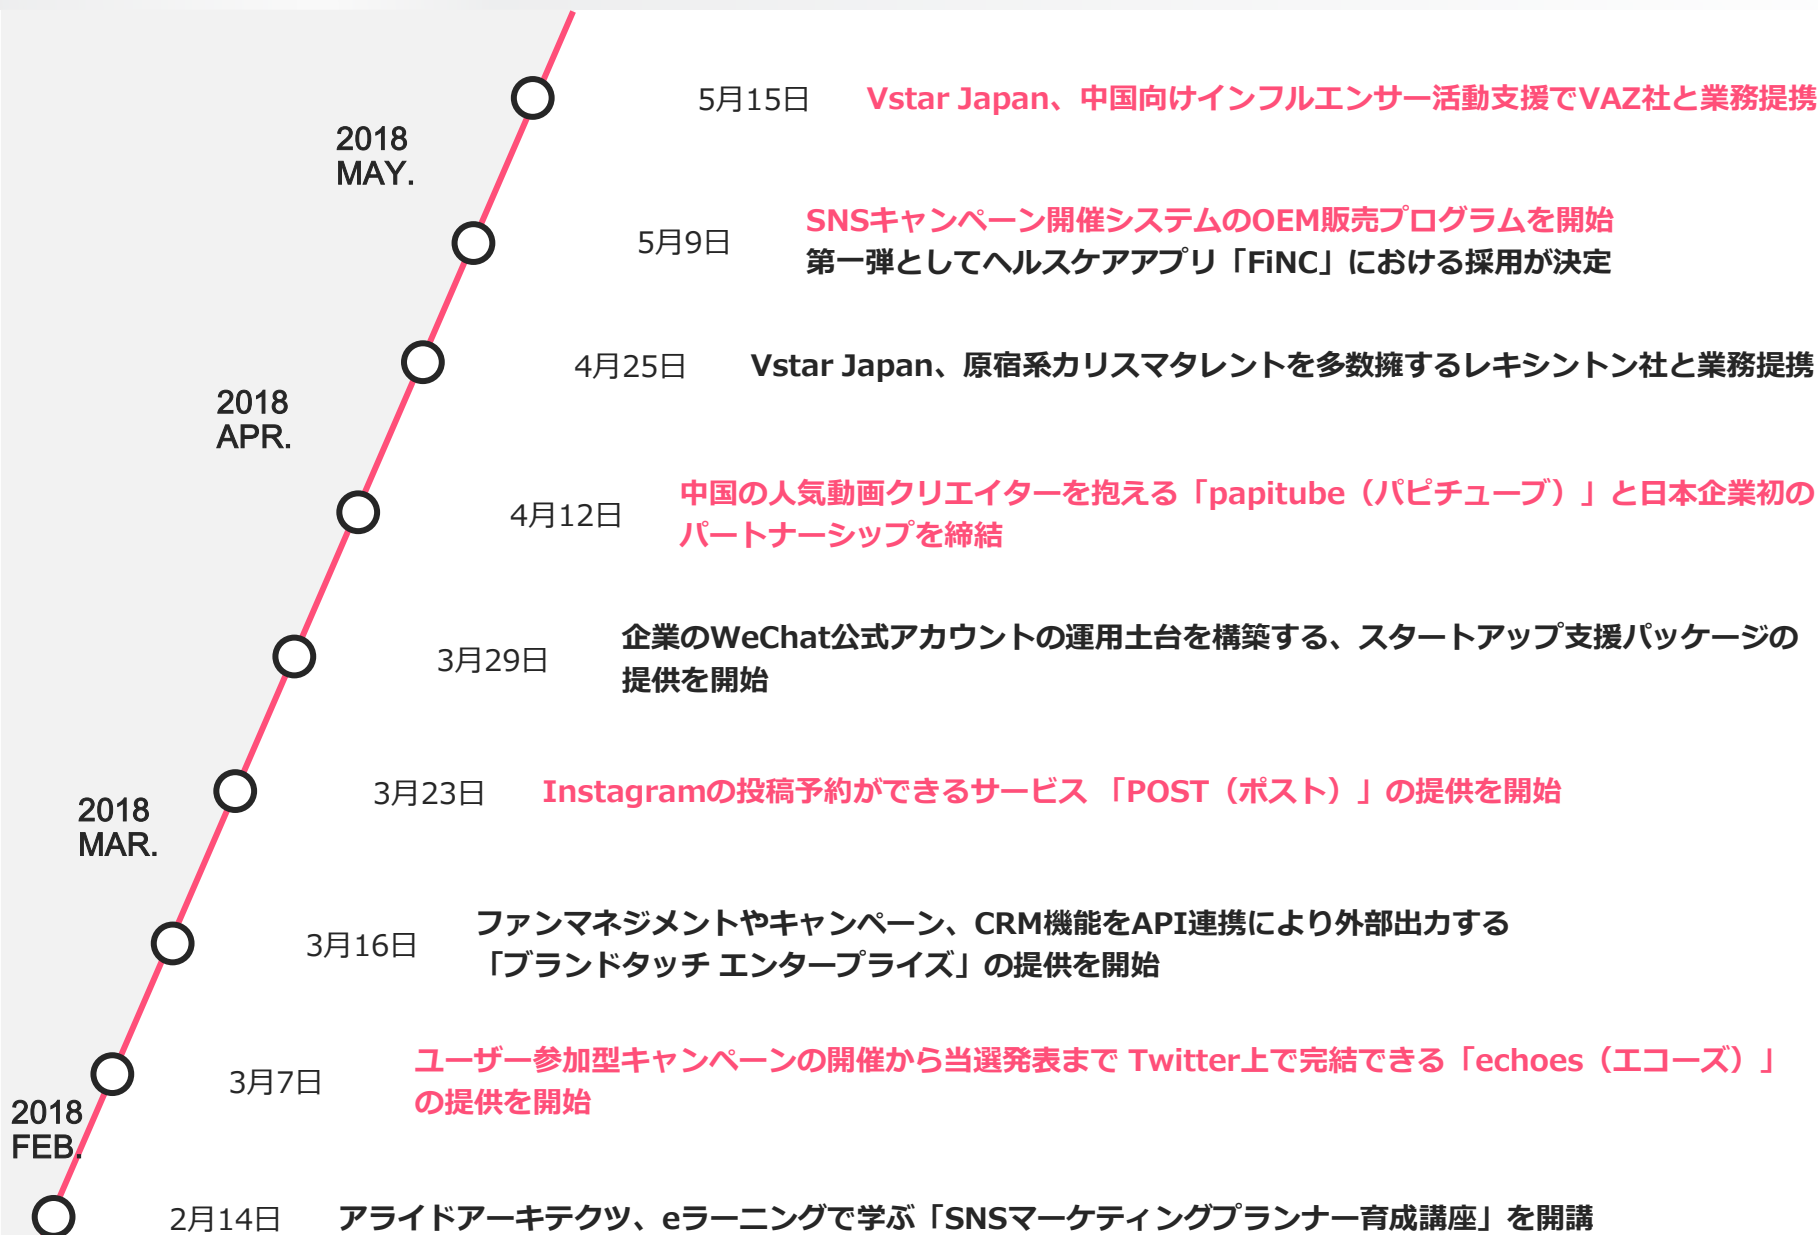 5月15日 Vstar Japan、中国向けインフルエンサー活動支援でVAZ社と業務提携
2018
MAY.
5月9日
SNSキャンペーン開催システムのOEM販売プログラムを開始
第一弾としてヘルスケアアプリ「FiNC」における採用が決定
4月25日 Vstar Japan、原宿系カリスマタレントを多数擁するレキシントン社と業務提携
2018
APR.
4月12日
中国の人気動画クリエイターを抱える「papitube（パピチューブ）」と日本企業初の
パートナーシップを締結
3月29日
企業のWeChat公式アカウントの運用土台を構築する、スタートアップ支援パッケージの
提供を開始
3月23日 Instagramの投稿予約ができるサービス 「POST（ポスト）」の提供を開始
2018
MAR.
3月16日
ファンマネジメントやキャンペーン、CRM機能をAPI連携により外部出力する
「ブランドタッチ エンタープライズ」の提供を開始
3月7日
ユーザー参加型キャンペーンの開催から当選発表まで Twitter上で完結できる「echoes（エコーズ）」
の提供を開始
2018
FEB.
2月14日 アライドアーキテクツ、eラーニングで学ぶ「SNSマーケティングプランナー育成講座」を開講